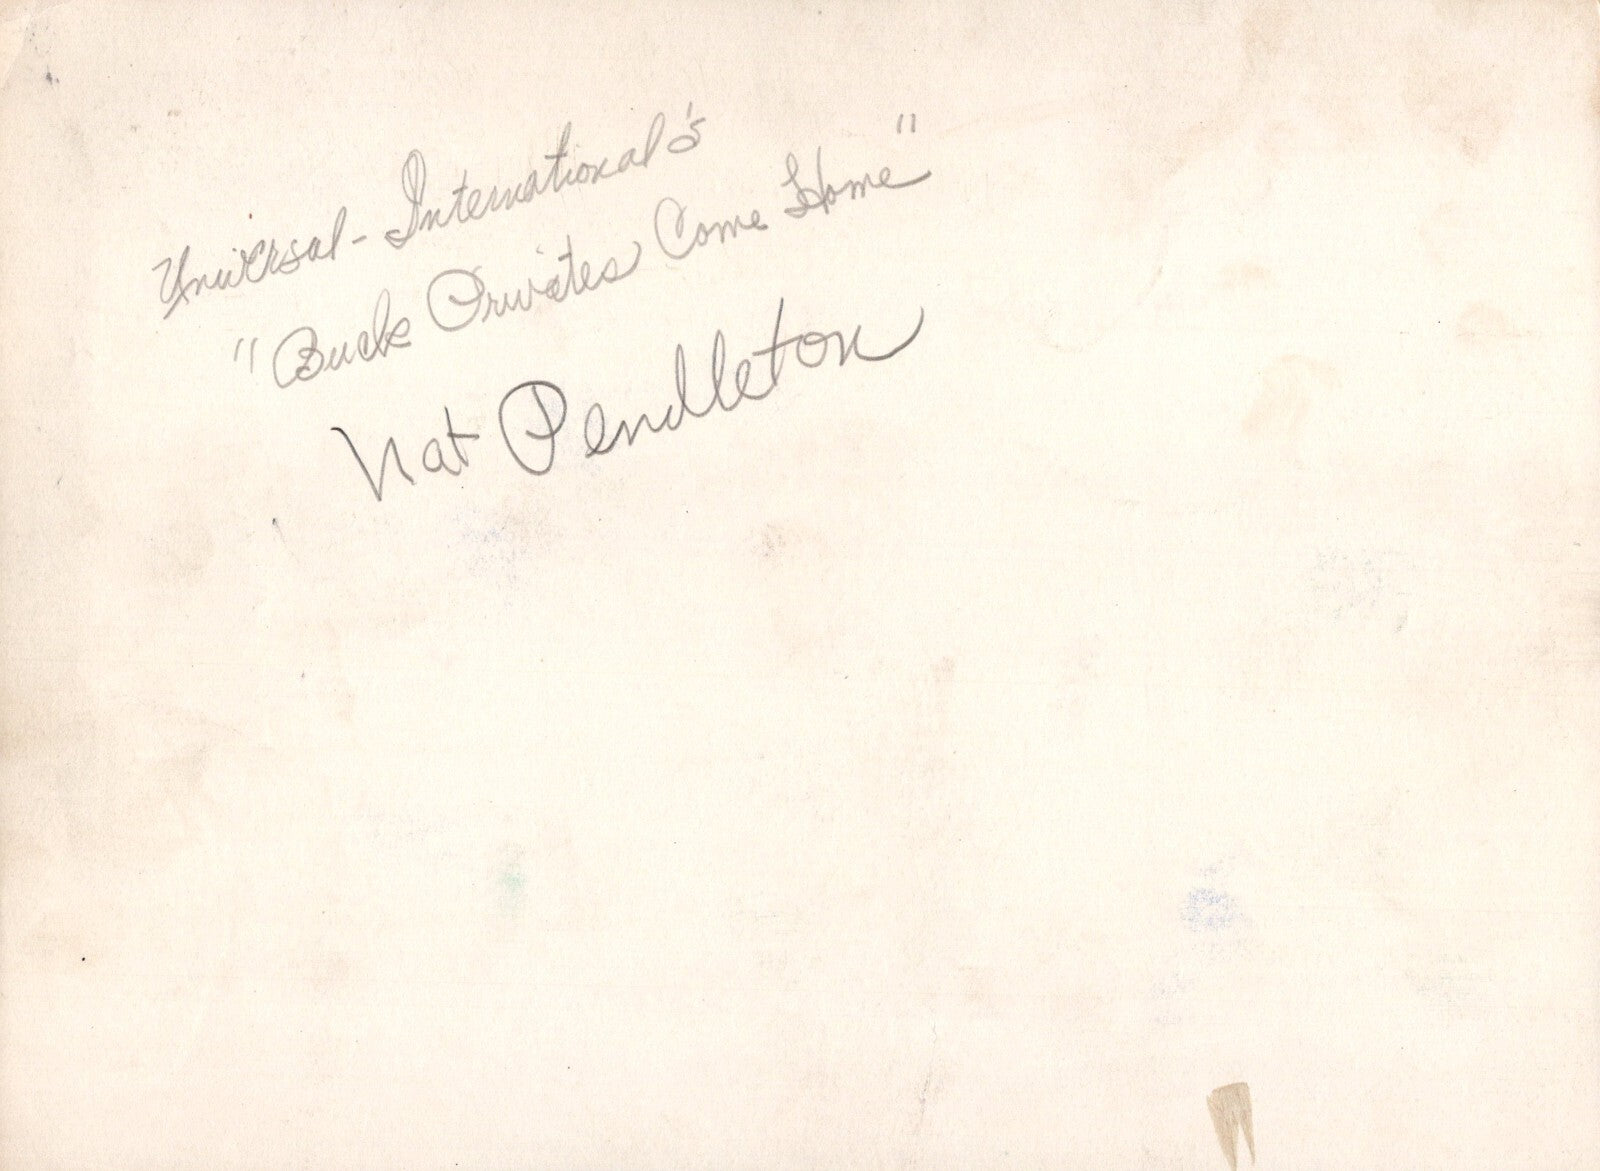 Universal-International's
"Buck Privates Come Home"
Nat Pendleton